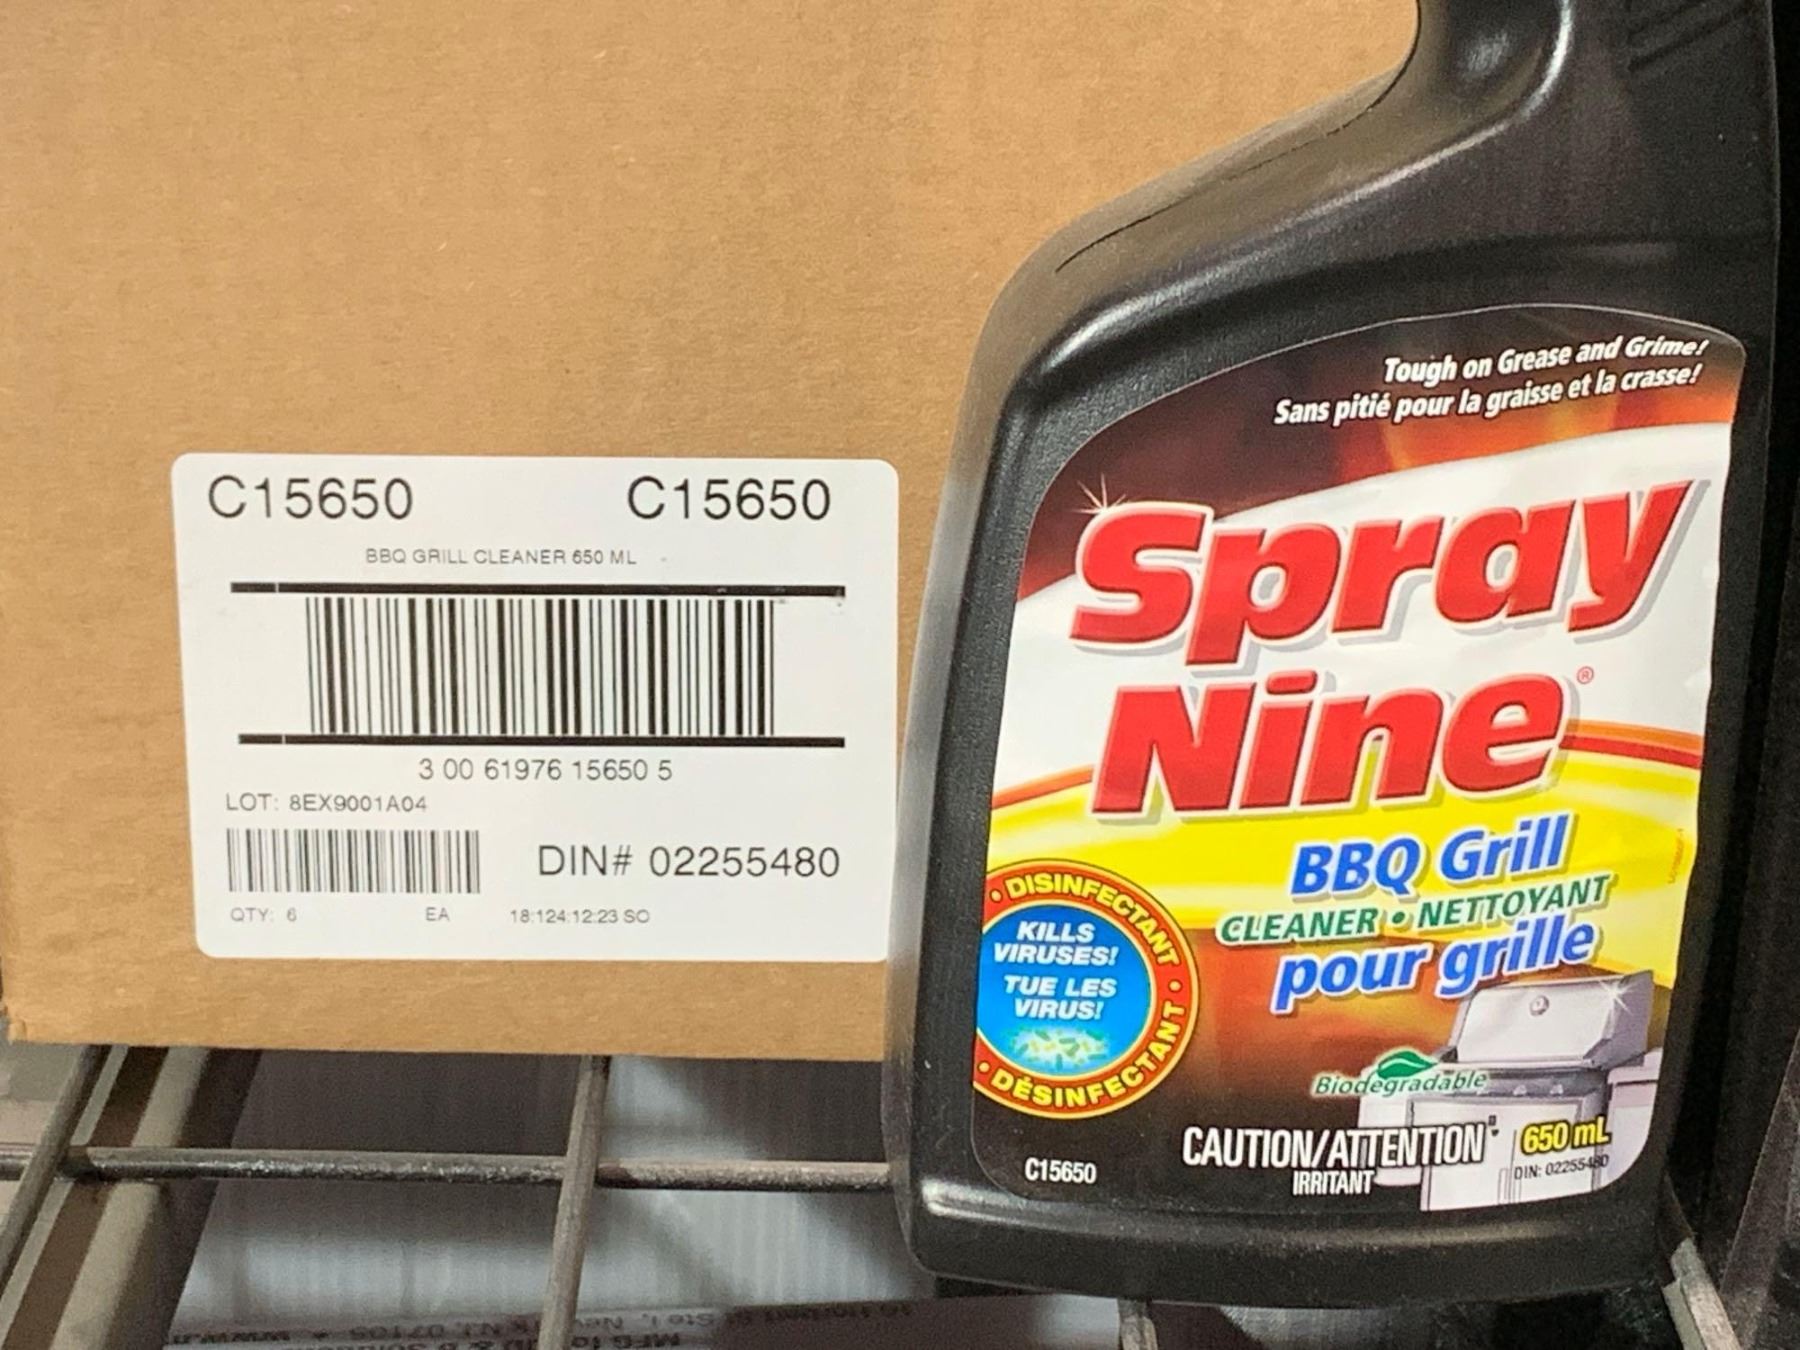 C15650 C15650
BBQ GRILL CLEANER 650 ML
3 00 61976 15650 5
LOT: 8EX9001A04
DIN# 02255480
QTY: 6 EA 18:124:12:23 SO
Tough on Grease and Grime!
Sans pitié pour la graisse et la crasse!
Spray
Nine®
BBQ Grill
CLEANER • NETTOYANT
pour grille
• DISINFECTANT •
KILLS
VIRUSES!
TUE LES
VIRUS!
• DÉSINFECTANT •
Biodegradable
CAUTION/ATTENTION
IRRITANT
C15650
650 mL
DIN: 02255480